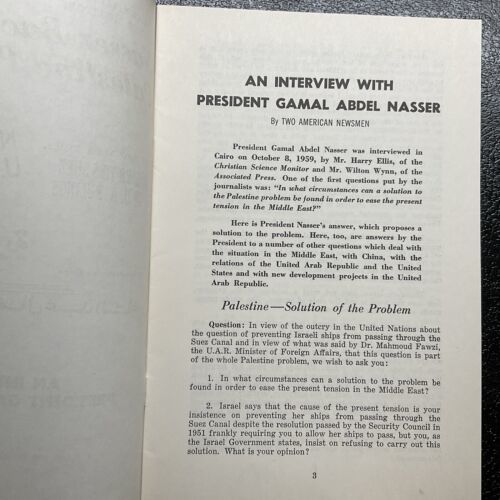 AN INTERVIEW WITH
PRESIDENT GAMAL ABDEL NASSER
By TWO AMERICAN NEWSMEN
President Gamal Abdel Nasser was interviewed in
Cairo on October 8, 1959, by Mr. Harry Ellis, of the
Christian Science Monitor and Mr. Wilton Wynn, of the
Associated Press. One of the first questions put by the
journalists was: "In what circumstances can a solution to
the Palestine problem be found in order to ease the present
tension in the Middle East?"
Here is President Nasser's answer, which proposes a
solution to the problem. Here, too, are answers by the
President to a number of other questions which deal with
the situation in the Middle East, with China, with the
relations of the United Arab Republic and the United
States and with new development projects in the United
Arab Republic.
Palestine—Solution of the Problem
Question: In view of the outcry in the United Nations about
the question of preventing Israeli ships from passing through the
Suez Canal and in view of what was said by Dr. Mahmoud Fawzi,
the U.A.R. Minister of Foreign Affairs, that this question is part of
the whole Palestine problem, we wish to ask you:
1. In what circumstances can a solution to the problem be
found in order to ease the present tension in the Middle East?
2. Israel says that the cause of the present tension is your
insistence on preventing her ships from passing through the
Suez Canal despite the resolution passed by the Security Council in
1951 frankly requiring you to allow her ships to pass, but you, as
the Israel Government states, insist on refusing to carry out this
solution. What is your opinion?
3